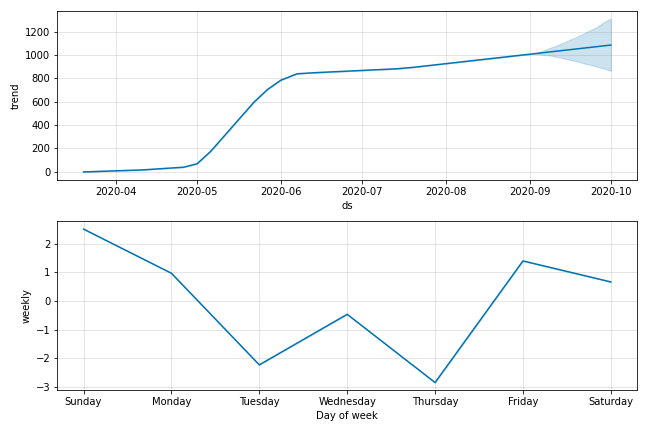 1200
1000
800
600
400
200
0
trend
2020-04 2020-05 2020-06 2020-07 2020-08 2020-09 2020-10
ds
2
1
0
−1
−2
−3
weekly
Sunday Monday Tuesday Wednesday Thursday Friday Saturday
Day of week